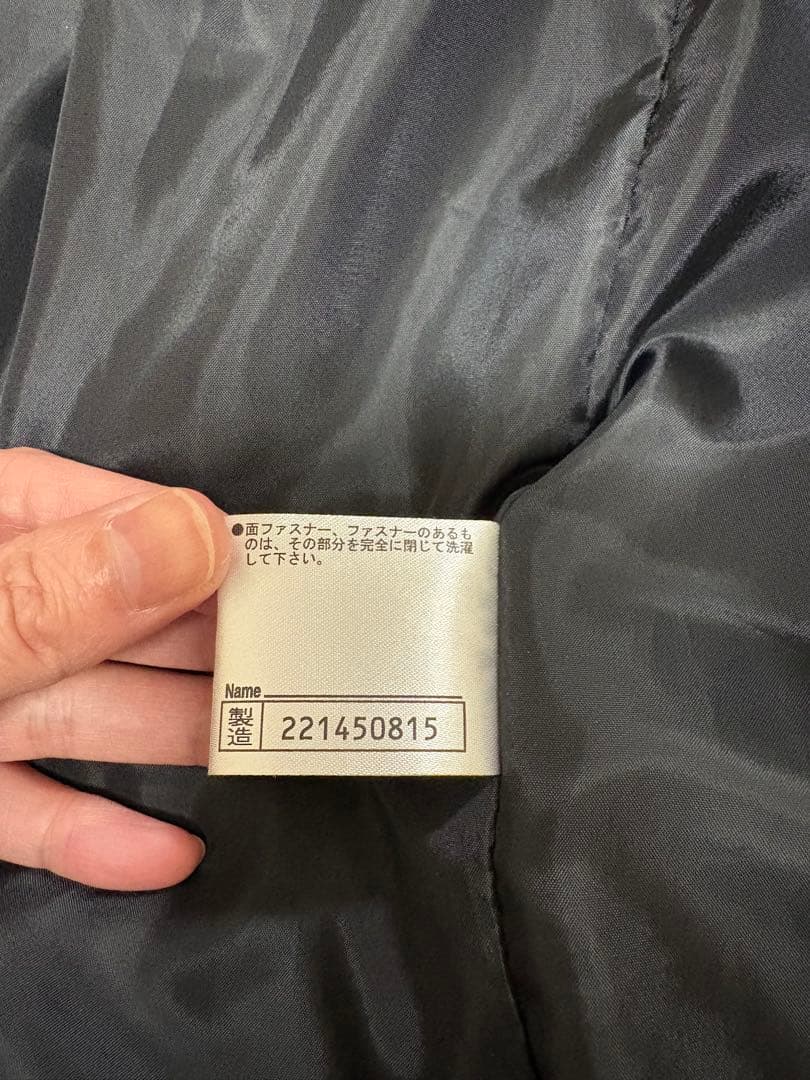 ●面ファスナー、ファスナーのあるも
のは、その部分を完全に閉じて洗濯
して下さい。
Name
製造 221450815